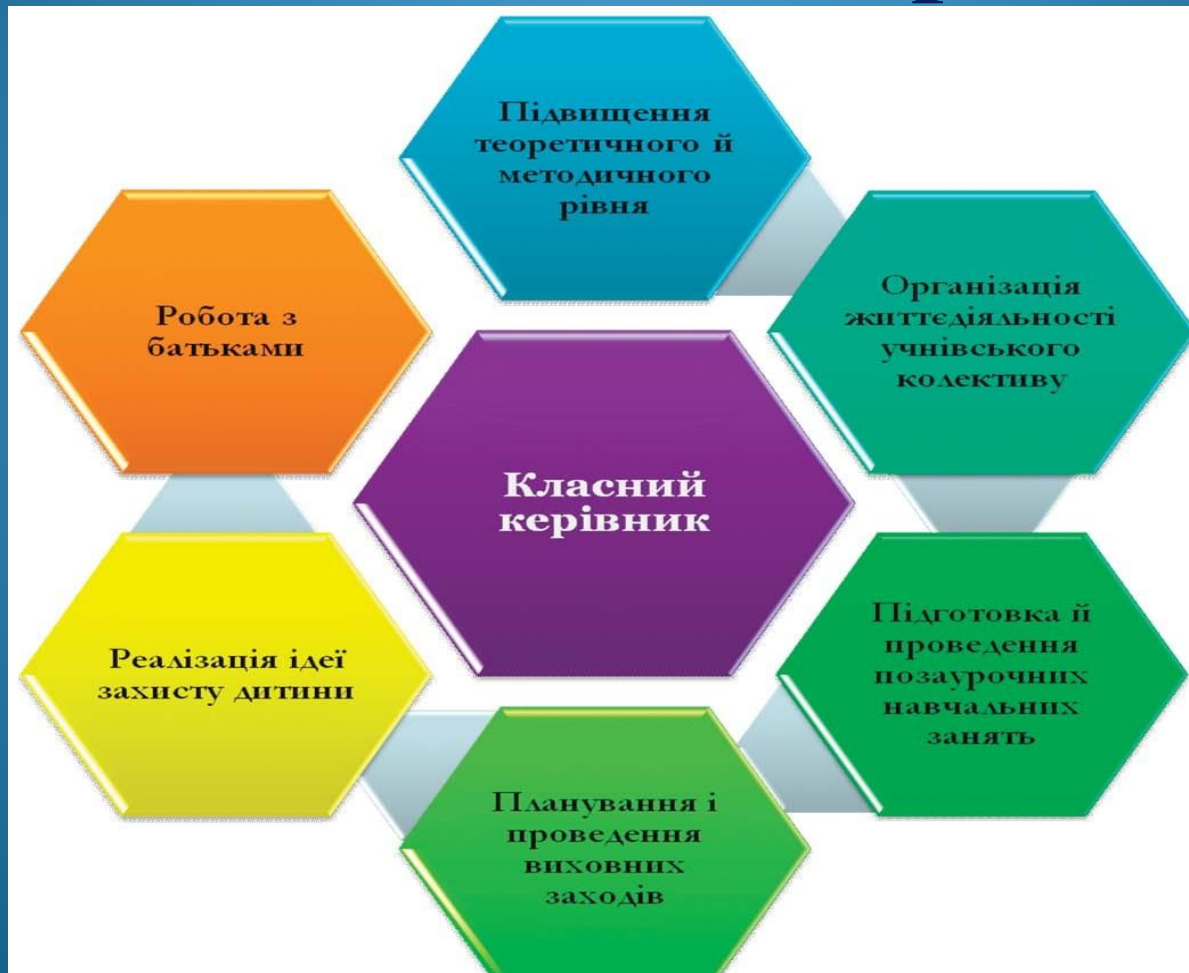 Підвищення
теоретичного й
методичного
рівня
Організація
життєдіяльності
учнівського
колективу
Підготовка й
проведення
позаурочних
навчальних
занять
Планування і
проведення
виховних
заходів
Реалізація ідеї
захисту дитини
Робота з
батьками
Класний
керівник